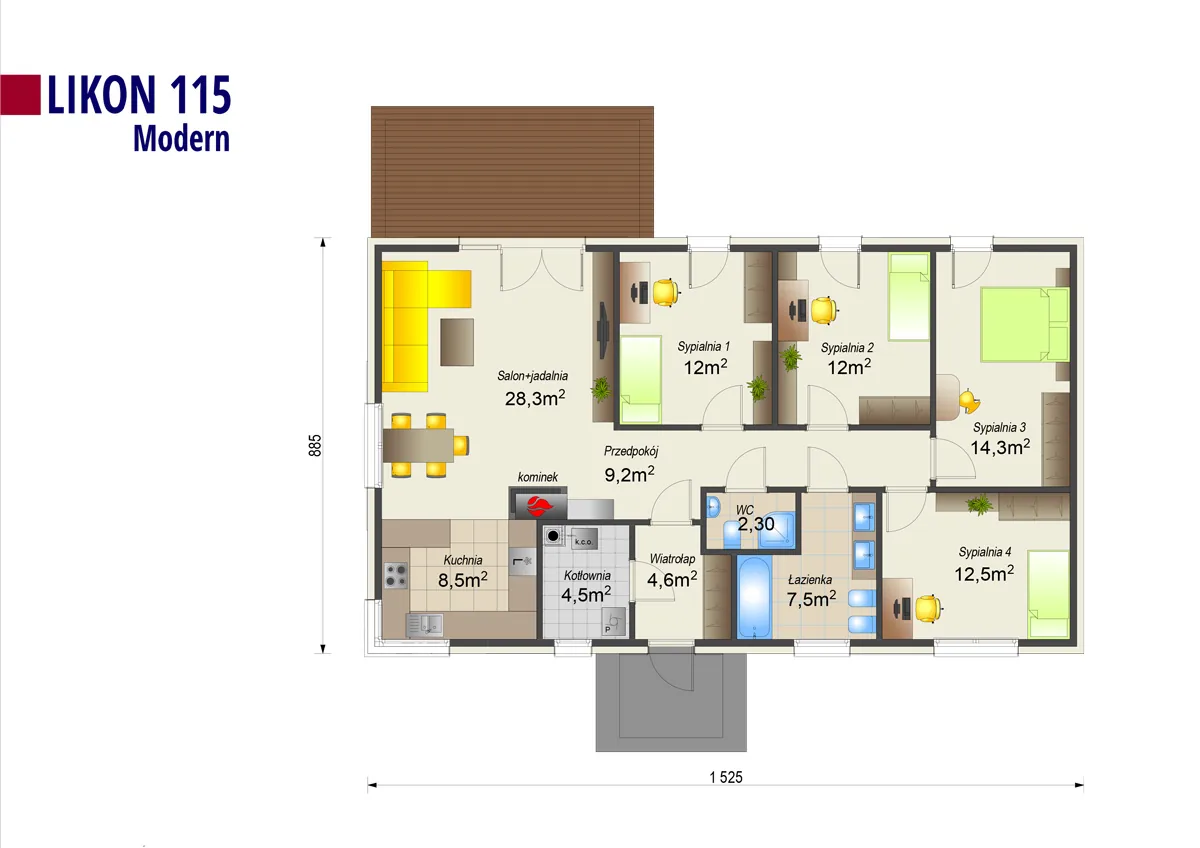 LIKON 115
Modern
885
Salon+jadalnia
28,3m²
Sypialnia 1
12m²
Sypialnia 2
12m²
Sypialnia 3
14,3m²
Przedpokój
9,2m²
kominek
Kuchnia
8,5m²
L
k.c.o.
Kotłownia
4,5m²
P
Wiatrołap
4,6m²
WC
2,30
Łazienka
7,5m²
Sypialnia 4
12,5m²
1 525